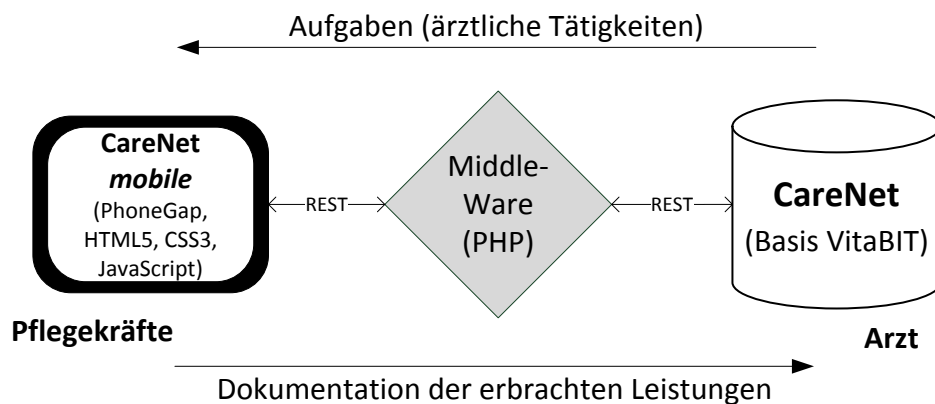 Aufgaben (ärztliche Tätigkeiten)
CareNet
mobile
(PhoneGap,
HTML5, CSS3,
JavaScript)
REST
Middle-
Ware
(PHP)
REST
CareNet
(Basis VitaBIT)
Pflegekräfte
Arzt
Dokumentation der erbrachten Leistungen